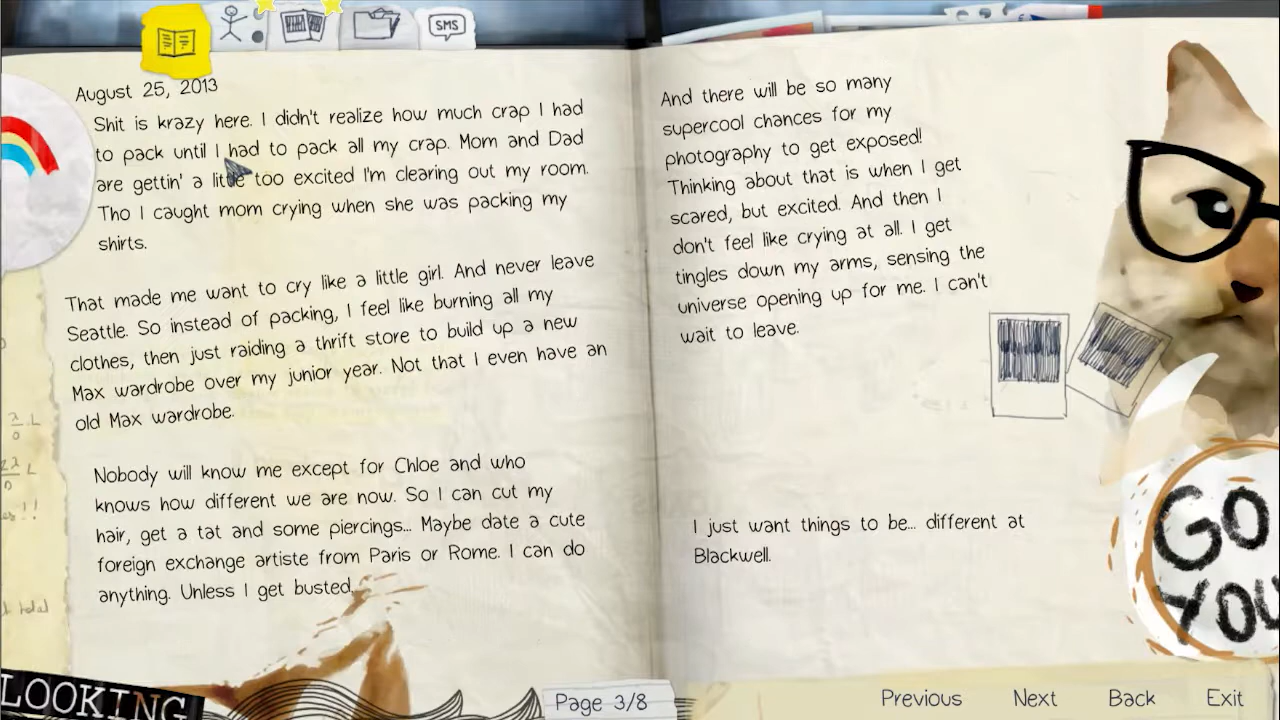 SMS
August 25, 2013
Shit is krazy here. I didn't realize how much crap I had
to pack until I had to pack all my crap. Mom and Dad
are gettin' a little too excited I'm clearing out my room.
Tho I caught mom crying when she was packing my
shirts.
That made me want to cry like a little girl. And never leave
Seattle. So instead of packing, I feel like burning all my
clothes, then just raiding a thrift store to build up a new
Max wardrobe over my junior year. Not that I even have an
old Max wardrobe.
Nobody will know me except for Chloe and who
knows how different we are now. So I can cut my
hair, get a tat and some piercings... Maybe date a cute
foreign exchange artiste from Paris or Rome. I can do
anything. Unless I get busted.
And there will be so many
supercool chances for my
photography to get exposed!
Thinking about that is when I get
scared, but excited. And then I
don't feel like crying at all. I get
tingles down my arms, sensing the
universe opening up for me. I can't
wait to leave.
I just want things to be... different at
Blackwell.
GO
YOU
LOOKING
Page 3/8
Previous Next Back Exit